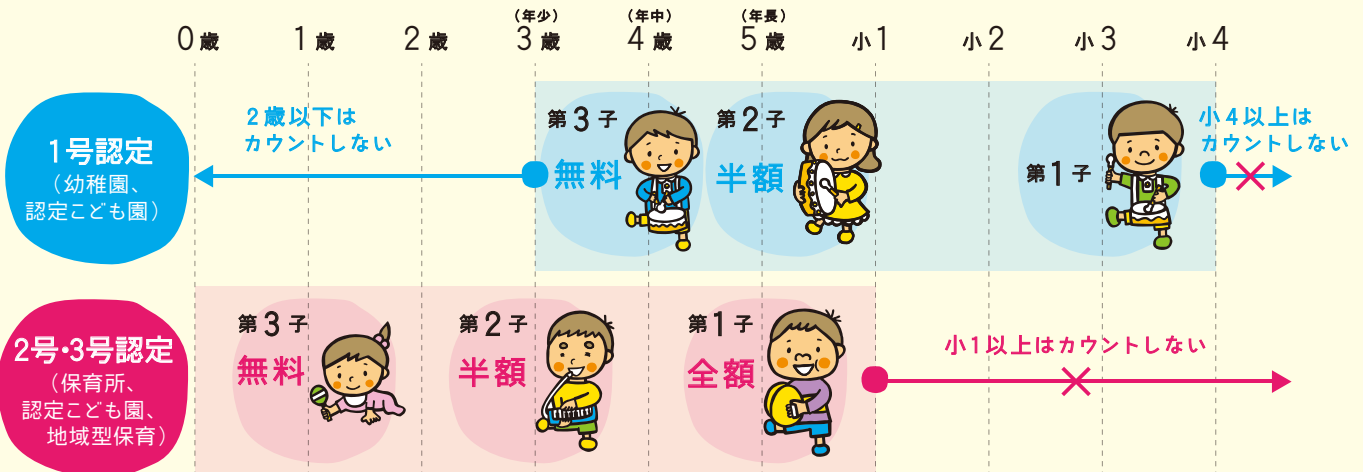 (年少) (年中) (年長)
0歳 1歳 2歳 3歳 4歳 5歳 小1 小2 小3 小4
1号認定
(幼稚園、
認定こども園)
2歳以下は
カウントしない
第3子
無料
第2子
半額
第1子
小4以上は
カウントしない
2号・3号認定
(保育所、
認定こども園、
地域型保育)
第3子
無料
第2子
半額
第1子
全額
小1以上はカウントしない